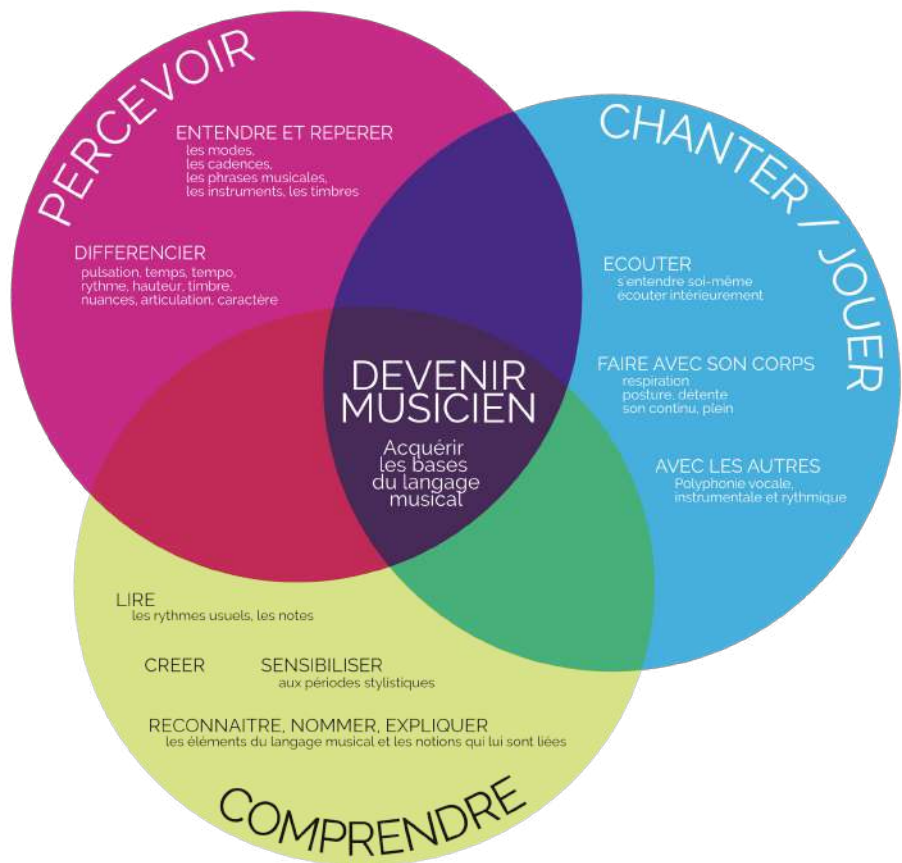 PERCEVOIR
ENTENDRE ET REPERER
les modes,
les cadences,
les phrases musicales,
les instruments, les timbres
DIFFERENCIER
pulsation, temps, tempo,
rythme, hauteur, timbre,
nuances, articulation, caractère
CHANTER / JOUER
ECOUTER
s'entendre soi-même
écouter intérieurement
FAIRE AVEC SON CORPS
respiration
posture, détente
son continu, plein
AVEC LES AUTRES
Polyphonie vocale,
instrumentale et rythmique
DEVENIR
MUSICIEN
Acquérir
les bases
du langage
musical
LIRE
les rythmes usuels, les notes
CREER
SENSIBILISER
aux périodes stylistiques
RECONNAITRE, NOMMER, EXPLIQUER
les éléments du langage musical et les notions qui lui sont liées
COMPRENDRE